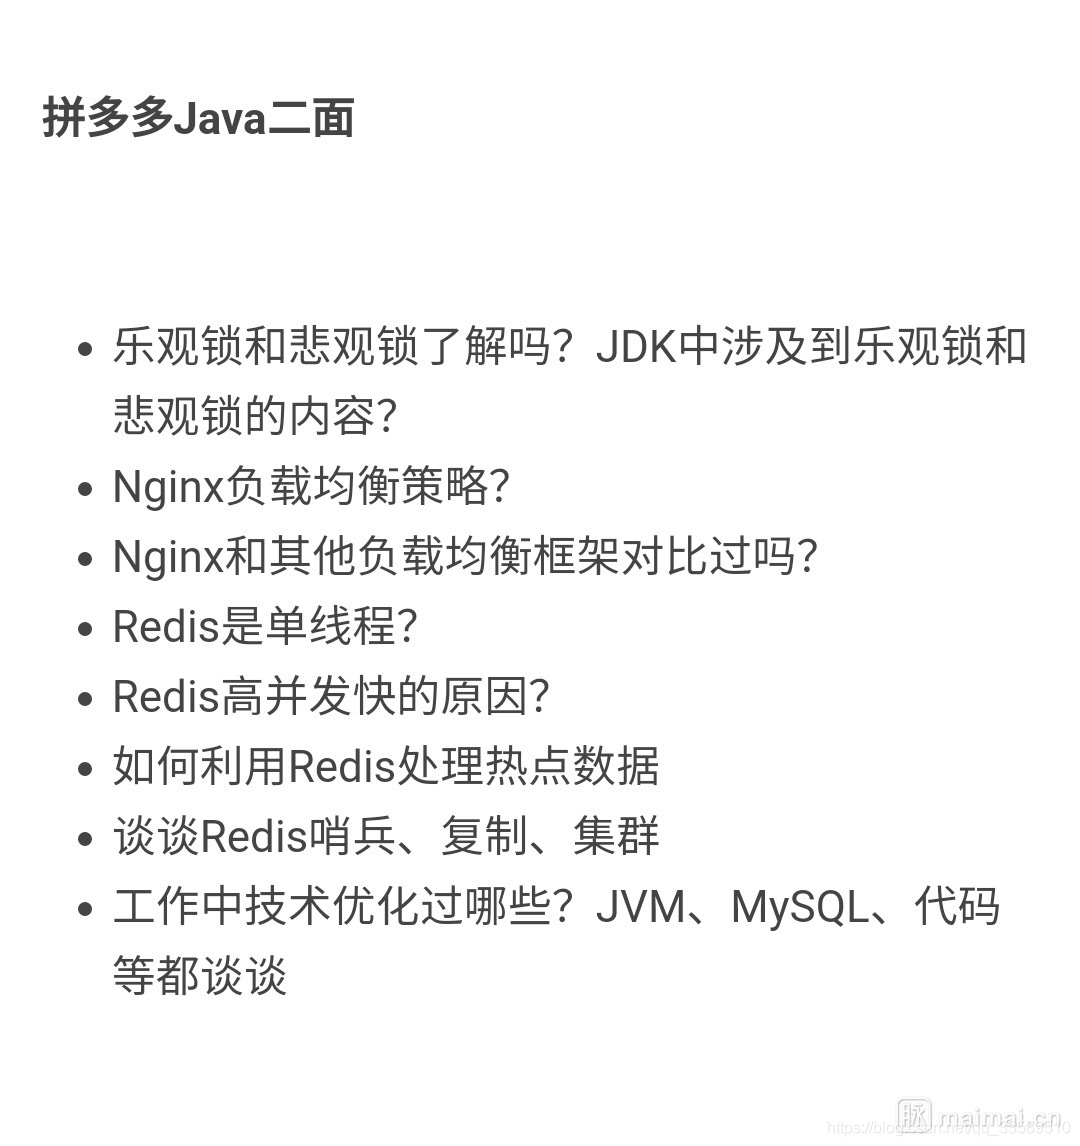 拼多多Java二面
乐观锁和悲观锁了解吗？JDK中涉及到乐观锁和
悲观锁的内容？
Nginx负载均衡策略？
Nginx和其他负载均衡框架对比过吗？
Redis是单线程？
Redis高并发快的原因？
如何利用Redis处理热点数据
谈谈Redis哨兵、复制、集群
工作中技术优化过哪些？JVM、MySQL、代码
等都谈谈
脉 maimai.cn